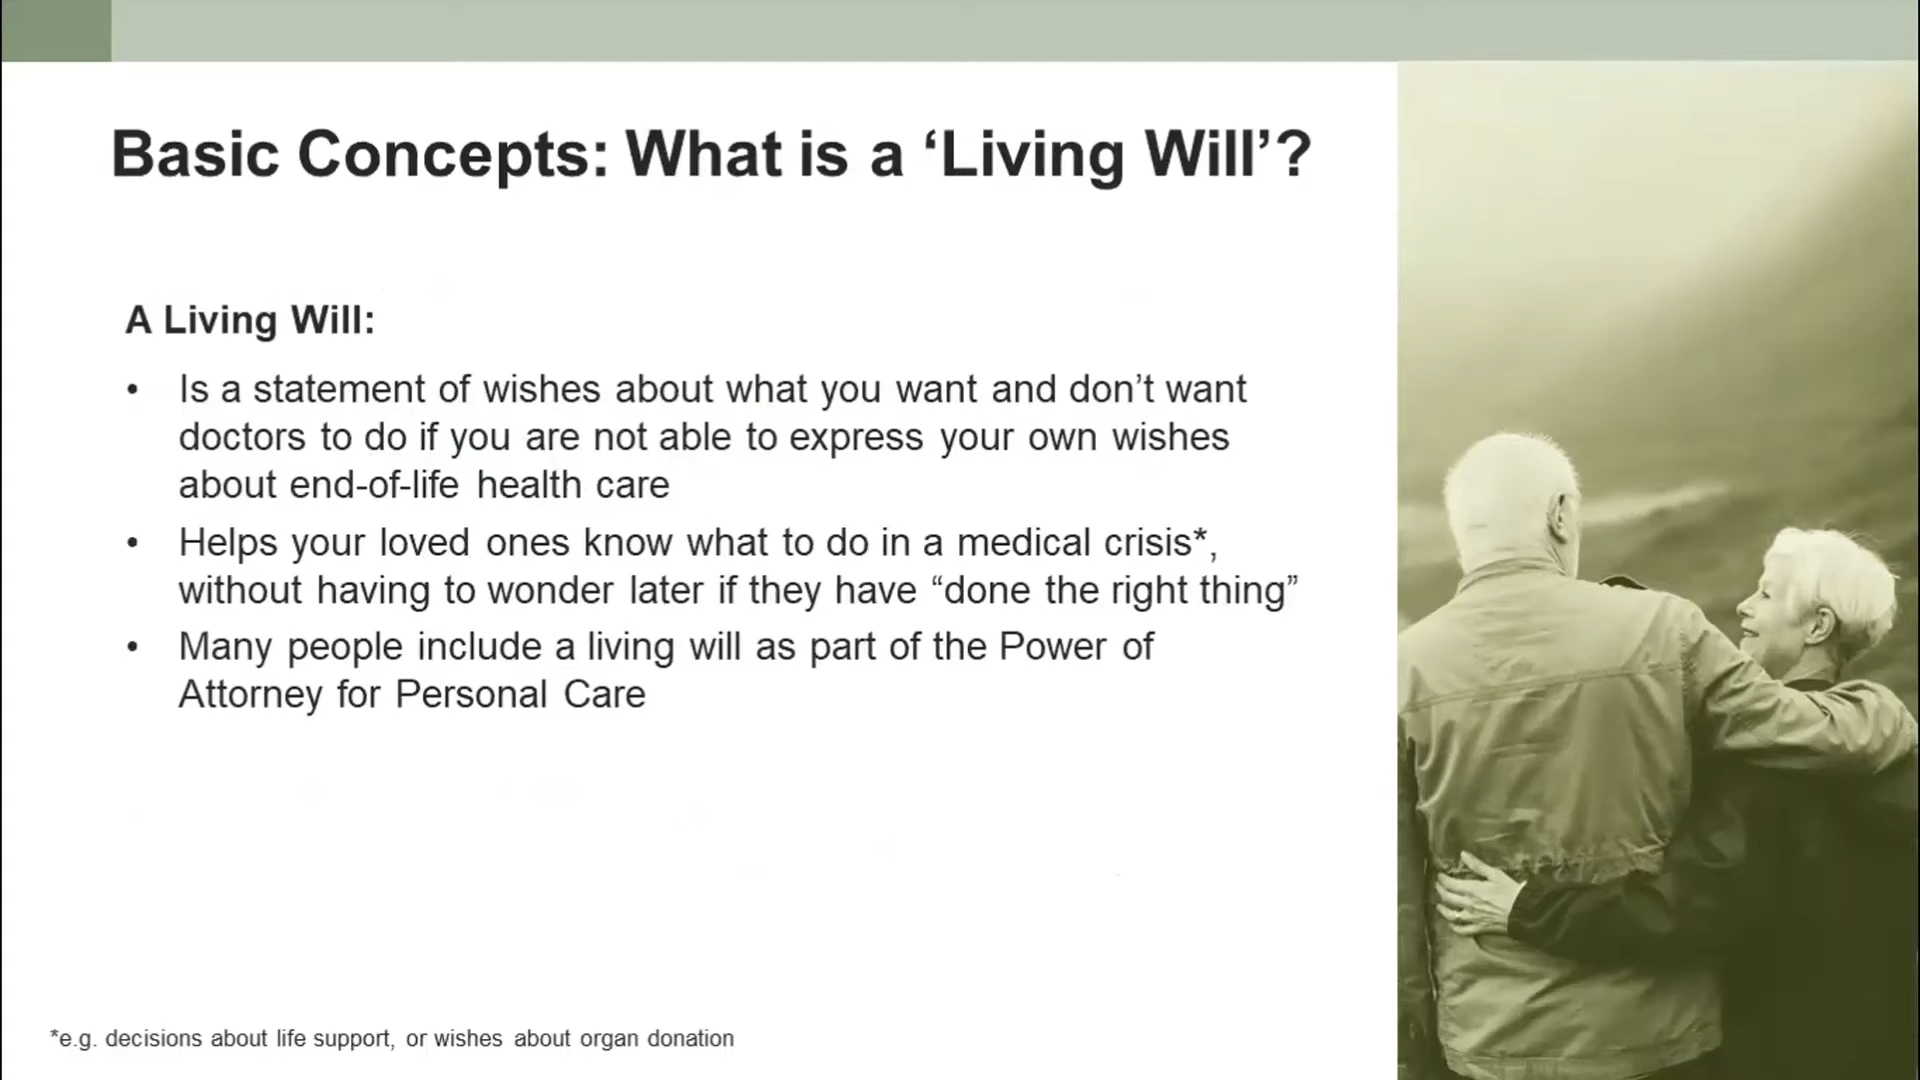 Basic Concepts: What is a ‘Living Will’?
A Living Will:
• Is a statement of wishes about what you want and don’t want
doctors to do if you are not able to express your own wishes
about end-of-life health care
• Helps your loved ones know what to do in a medical crisis*,
without having to wonder later if they have “done the right thing”
• Many people include a living will as part of the Power of
Attorney for Personal Care
*e.g. decisions about life support, or wishes about organ donation